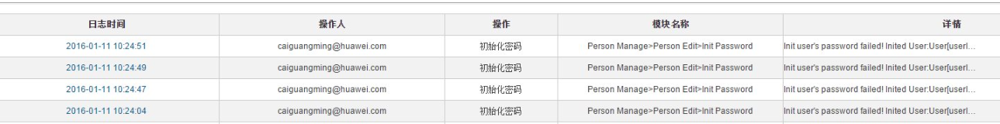 日志时间 操作人 操作 模块名称 详情
2016-01-11 10:24:51 caiguangming@huawei.com 初始化密码 Person Manage>Person Edit>Init Password Init user's password failed! Inited User:User[userI...
2016-01-11 10:24:49 caiguangming@huawei.com 初始化密码 Person Manage>Person Edit>Init Password Init user's password failed! Inited User:User[userI...
2016-01-11 10:24:47 caiguangming@huawei.com 初始化密码 Person Manage>Person Edit>Init Password Init user's password failed! Inited User:User[userI...
2016-01-11 10:24:04 caiguangming@huawei.com 初始化密码 Person Manage>Person Edit>Init Password Init user's password failed! Inited User:User[userI...